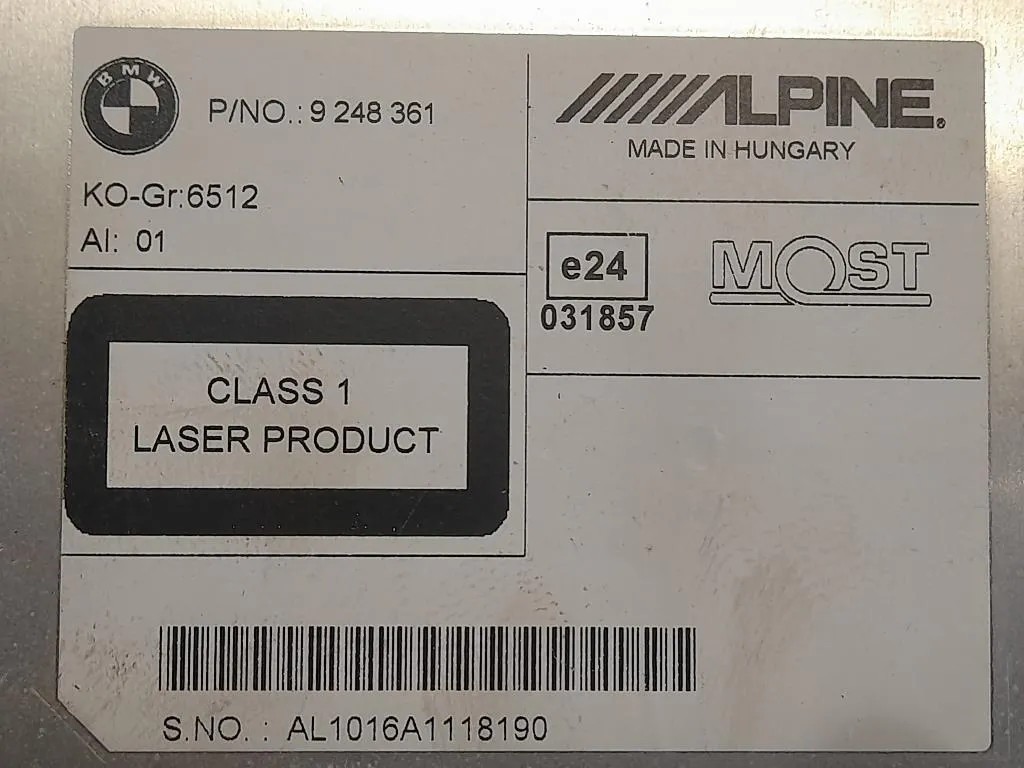 BMW
P/NO.: 9 248 361
KO-Gr:6512
AI: 01
ALPINE®
MADE IN HUNGARY
e24
031857
MOST
CLASS 1
LASER PRODUCT
S.NO. : AL1016A1118190